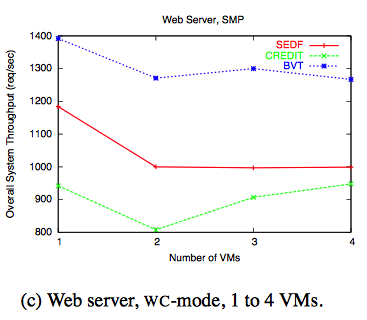 Web Server, SMP
1400
1300
1200
1100
1000
900
800
Overall System Throughput (req/sec)
SEDF
CREDIT
BVT
1 2 3 4
Number of VMs
(c) Web server, WC-mode, 1 to 4 VMs.